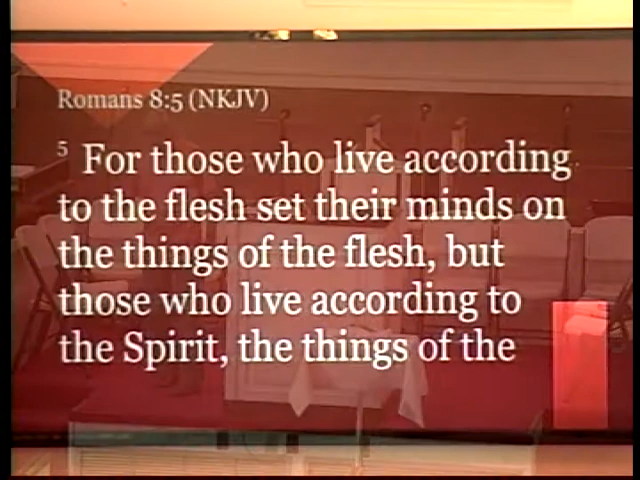 Romans 8:5 (NKJV)
5 For those who live according
to the flesh set their minds on
the things of the flesh, but
those who live according to
the Spirit, the things of the